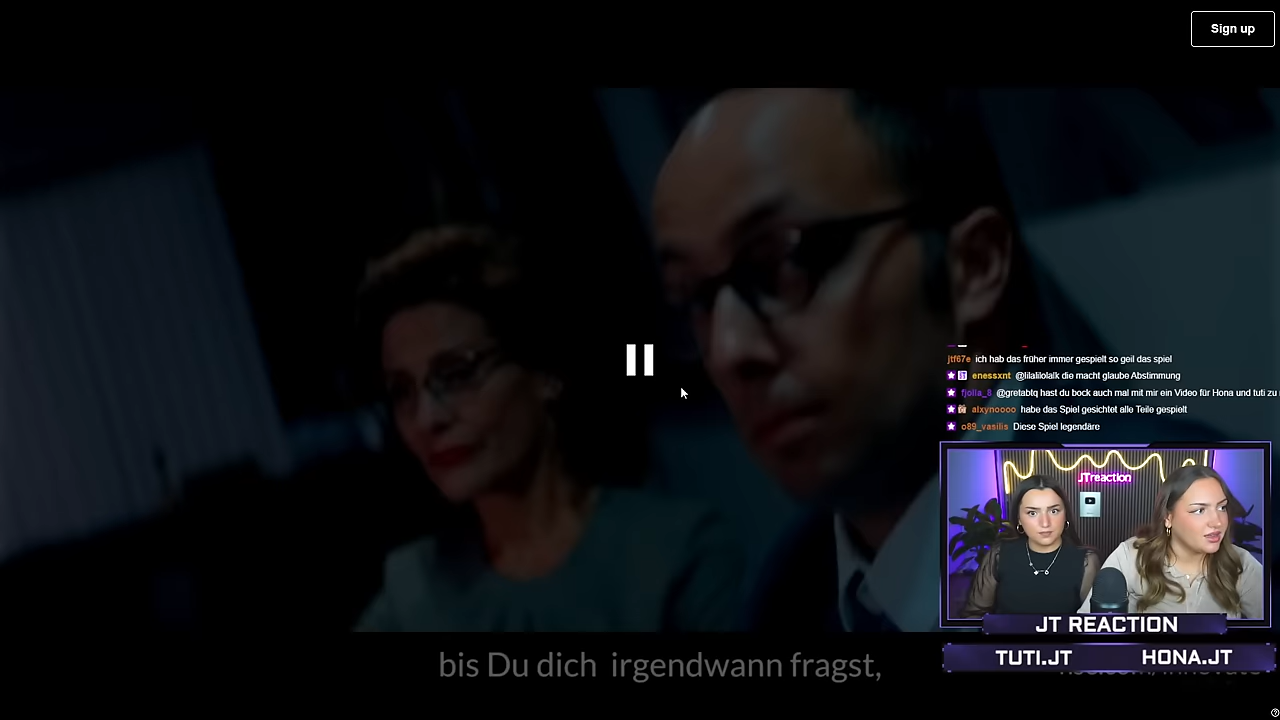 Sign up
jtf67e ich hab das früher immer gespielt so geil das spiel
enessxnt @lilalilotalk die macht glaube Abstimmung
fjolla_8 @gretabtq hast du bock auch mal mit mir ein Video für Hona und tuti zu
alxynoooo habe das Spiel gesichtet alle Teile gespielt
o89_vasilis Diese Spiel legendäre
JTreaction
JT REACTION
TUTI.JT HONA.JT
bis Du dich irgendwann fragst,